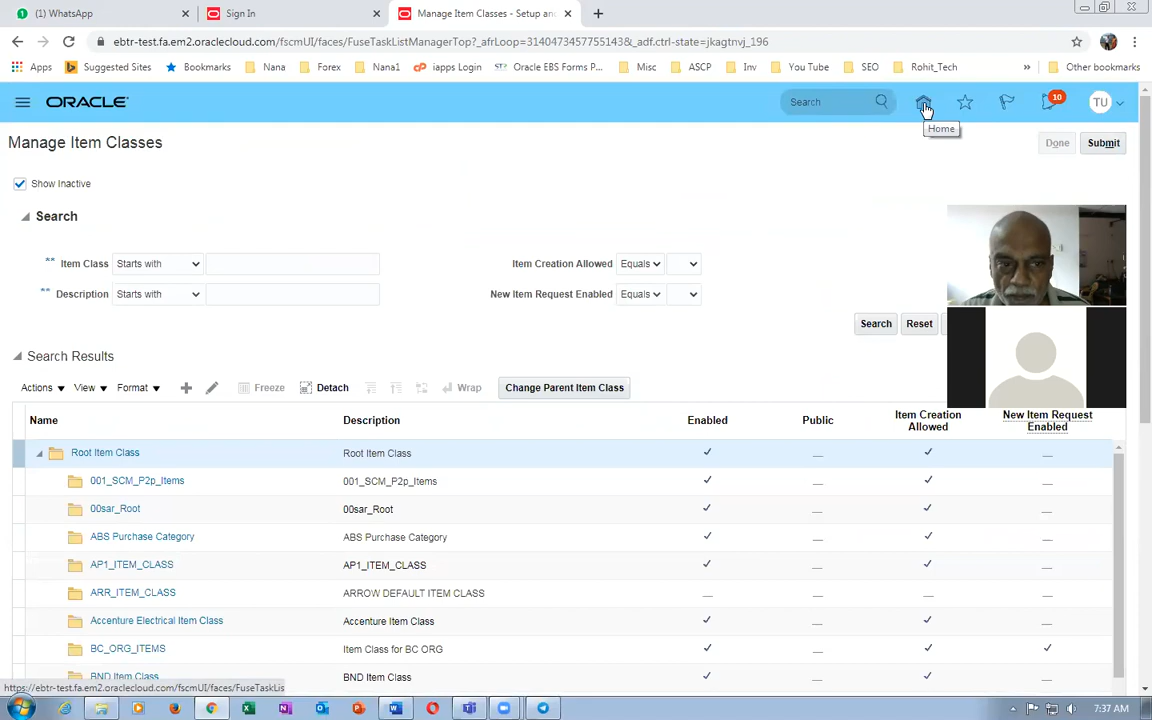 (1) WhatsApp
Sign In
Manage Item Classes - Setup and
ebtr-test.fa.em2.oraclecloud.com/fscmUI/faces/FuseTaskListManagerTop?_afrLoop=31404734577551438&_adf.ctrl-state=jkagtnvj_196
Apps Suggested Sites Bookmarks Nana Forex Nana1 iapps Login Oracle EBS Forms P... Misc ASCP Inv You Tube SEO Rohit_Tech » Other bookmarks
ORACLE Search 10 TU
Home
Manage Item Classes Done Submit
Show Inactive
Search
** Item Class Starts with Item Creation Allowed Equals
** Description Starts with New Item Request Enabled Equals
Search Reset
Search Results
Actions View Format Freeze Detach Wrap Change Parent Item Class
Name Description Enabled Public Item Creation Allowed New Item Request Enabled
Root Item Class Root Item Class
001_SCM_P2p_Items 001_SCM_P2p_Items
00sar_Root 00sar_Root
ABS Purchase Category ABS Purchase Category
AP1_ITEM_CLASS AP1_ITEM_CLASS
ARR_ITEM_CLASS ARROW DEFAULT ITEM CLASS
Accenture Electrical Item Class Accenture Item Class
BC_ORG_ITEMS Item Class for BC ORG
BND Item Class BND Item Class
https://ebtr-test.fa.em2.oraclecloud.com/fscmUI/faces/FuseTaskLis
7:37 AM